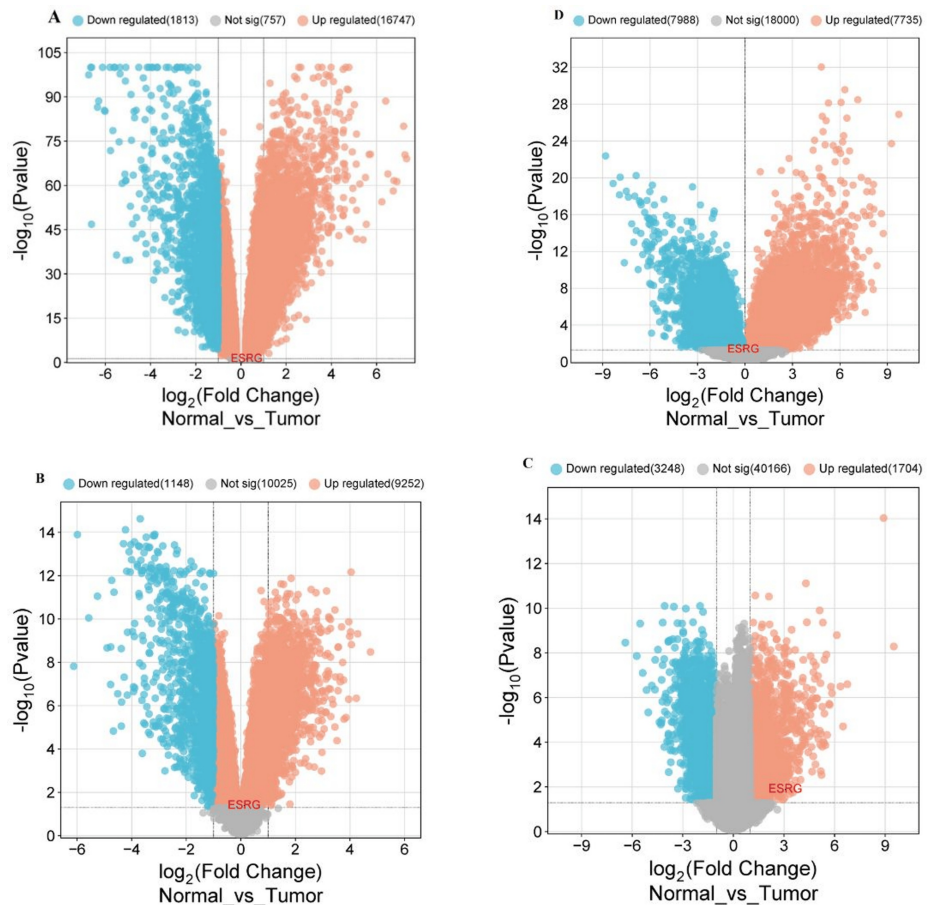 A
Down regulated(1813) Not sig(757) Up regulated(16747)
105
90
75
60
45
30
15
0
-log10(Pvalue)
ESRG
-6 -4 -2 0 2 4 6
log2(Fold Change)
Normal_vs_Tumor
D
Down regulated(7988) Not sig(18000) Up regulated(7735)
32
28
24
20
16
12
8
4
0
-log10(Pvalue)
ESRG
-9 -6 -3 0 3 6 9
log2(Fold Change)
Normal_vs_Tumor
B
Down regulated(1148) Not sig(10025) Up regulated(9252)
14
12
10
8
6
4
2
0
-log10(Pvalue)
ESRG
-6 -4 -2 0 2 4 6
log2(Fold Change)
Normal_vs_Tumor
C
Down regulated(3248) Not sig(40166) Up regulated(1704)
14
12
10
8
6
4
2
0
-log10(Pvalue)
ESRG
-9 -6 -3 0 3 6 9
log2(Fold Change)
Normal_vs_Tumor